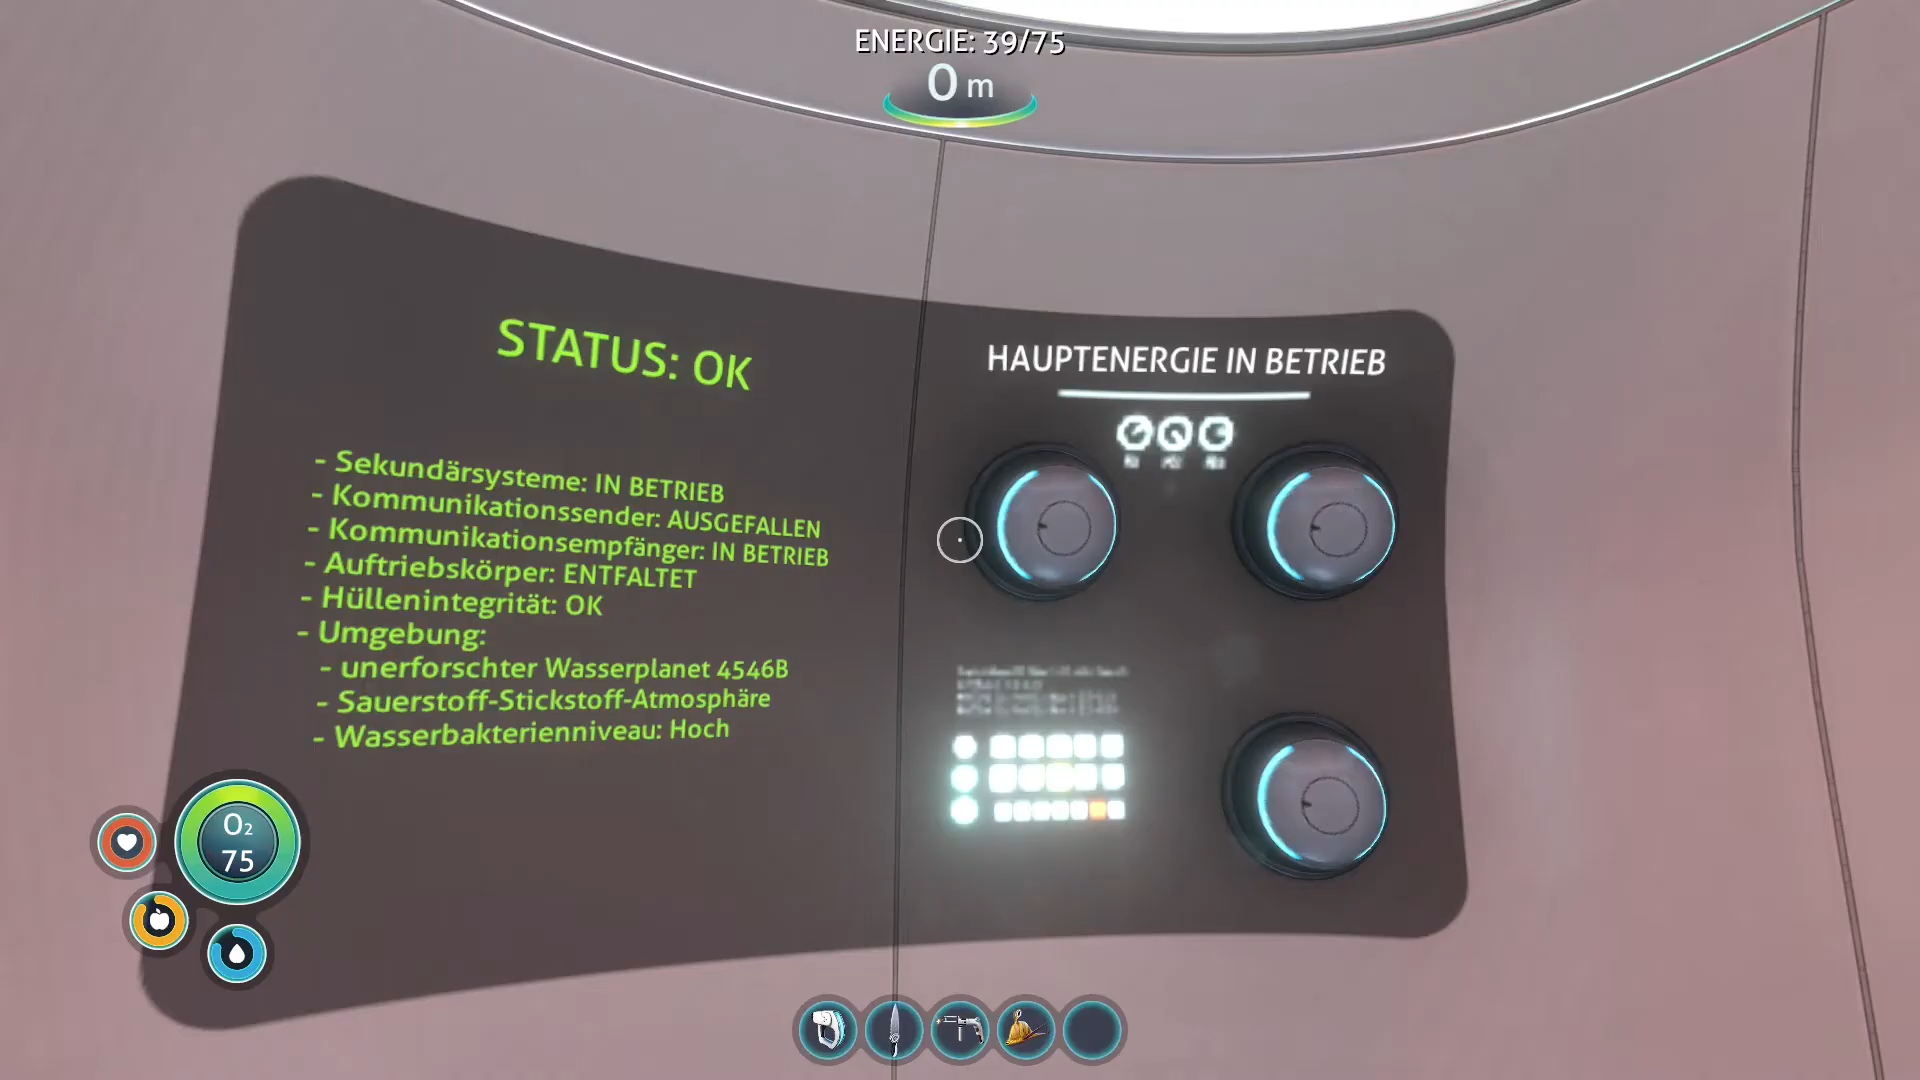 ENERGIE: 39/75
0 m
STATUS: OK
- Sekundärsysteme: IN BETRIEB
- Kommunikationssender: AUSGEFALLEN
- Kommunikationsempfänger: IN BETRIEB
- Auftriebskörper: ENTFALTET
- Hüllenintegrität: OK
- Umgebung:
- unerforschter Wasserplanet 4546B
- Sauerstoff-Stickstoff-Atmosphäre
- Wasserbakterienniveau: Hoch
HAUPTENERGIE IN BETRIEB
O₂
75